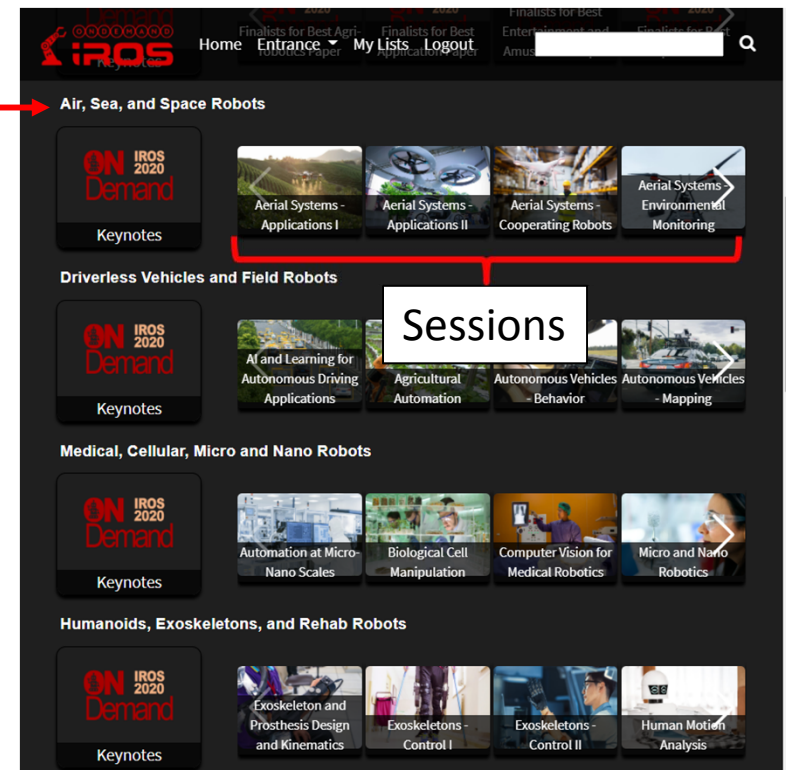 2020
2020
Finalists for Best
Finalists for Best Agri-
Finalists for Best
Entertainment and
Finalists for Best
robotics Paper
Application Paper
Keynotes
ONDEMAND
IROS
Home Entrance My Lists Logout
Air, Sea, and Space Robots
ON IROS
2020
Demand
Keynotes
Aerial Systems -
Applications I
Aerial Systems -
Applications II
Aerial Systems -
Cooperating Robots
Aerial Systems -
Environmental
Monitoring
Sessions
Driverless Vehicles and Field Robots
ON IROS
2020
Demand
Keynotes
AI and Learning for
Autonomous Driving
Applications
Agricultural
Automation
Autonomous Vehicles
- Behavior
Autonomous Vehicles
- Mapping
Medical, Cellular, Micro and Nano Robots
ON IROS
2020
Demand
Keynotes
Automation at Micro-
Nano Scales
Biological Cell
Manipulation
Computer Vision for
Medical Robotics
Micro and Nano
Robotics
Humanoids, Exoskeletons, and Rehab Robots
ON IROS
2020
Demand
Keynotes
Exoskeleton and
Prosthesis Design
and Kinematics
Exoskeletons -
Control I
Exoskeletons -
Control II
Human Motion
Analysis